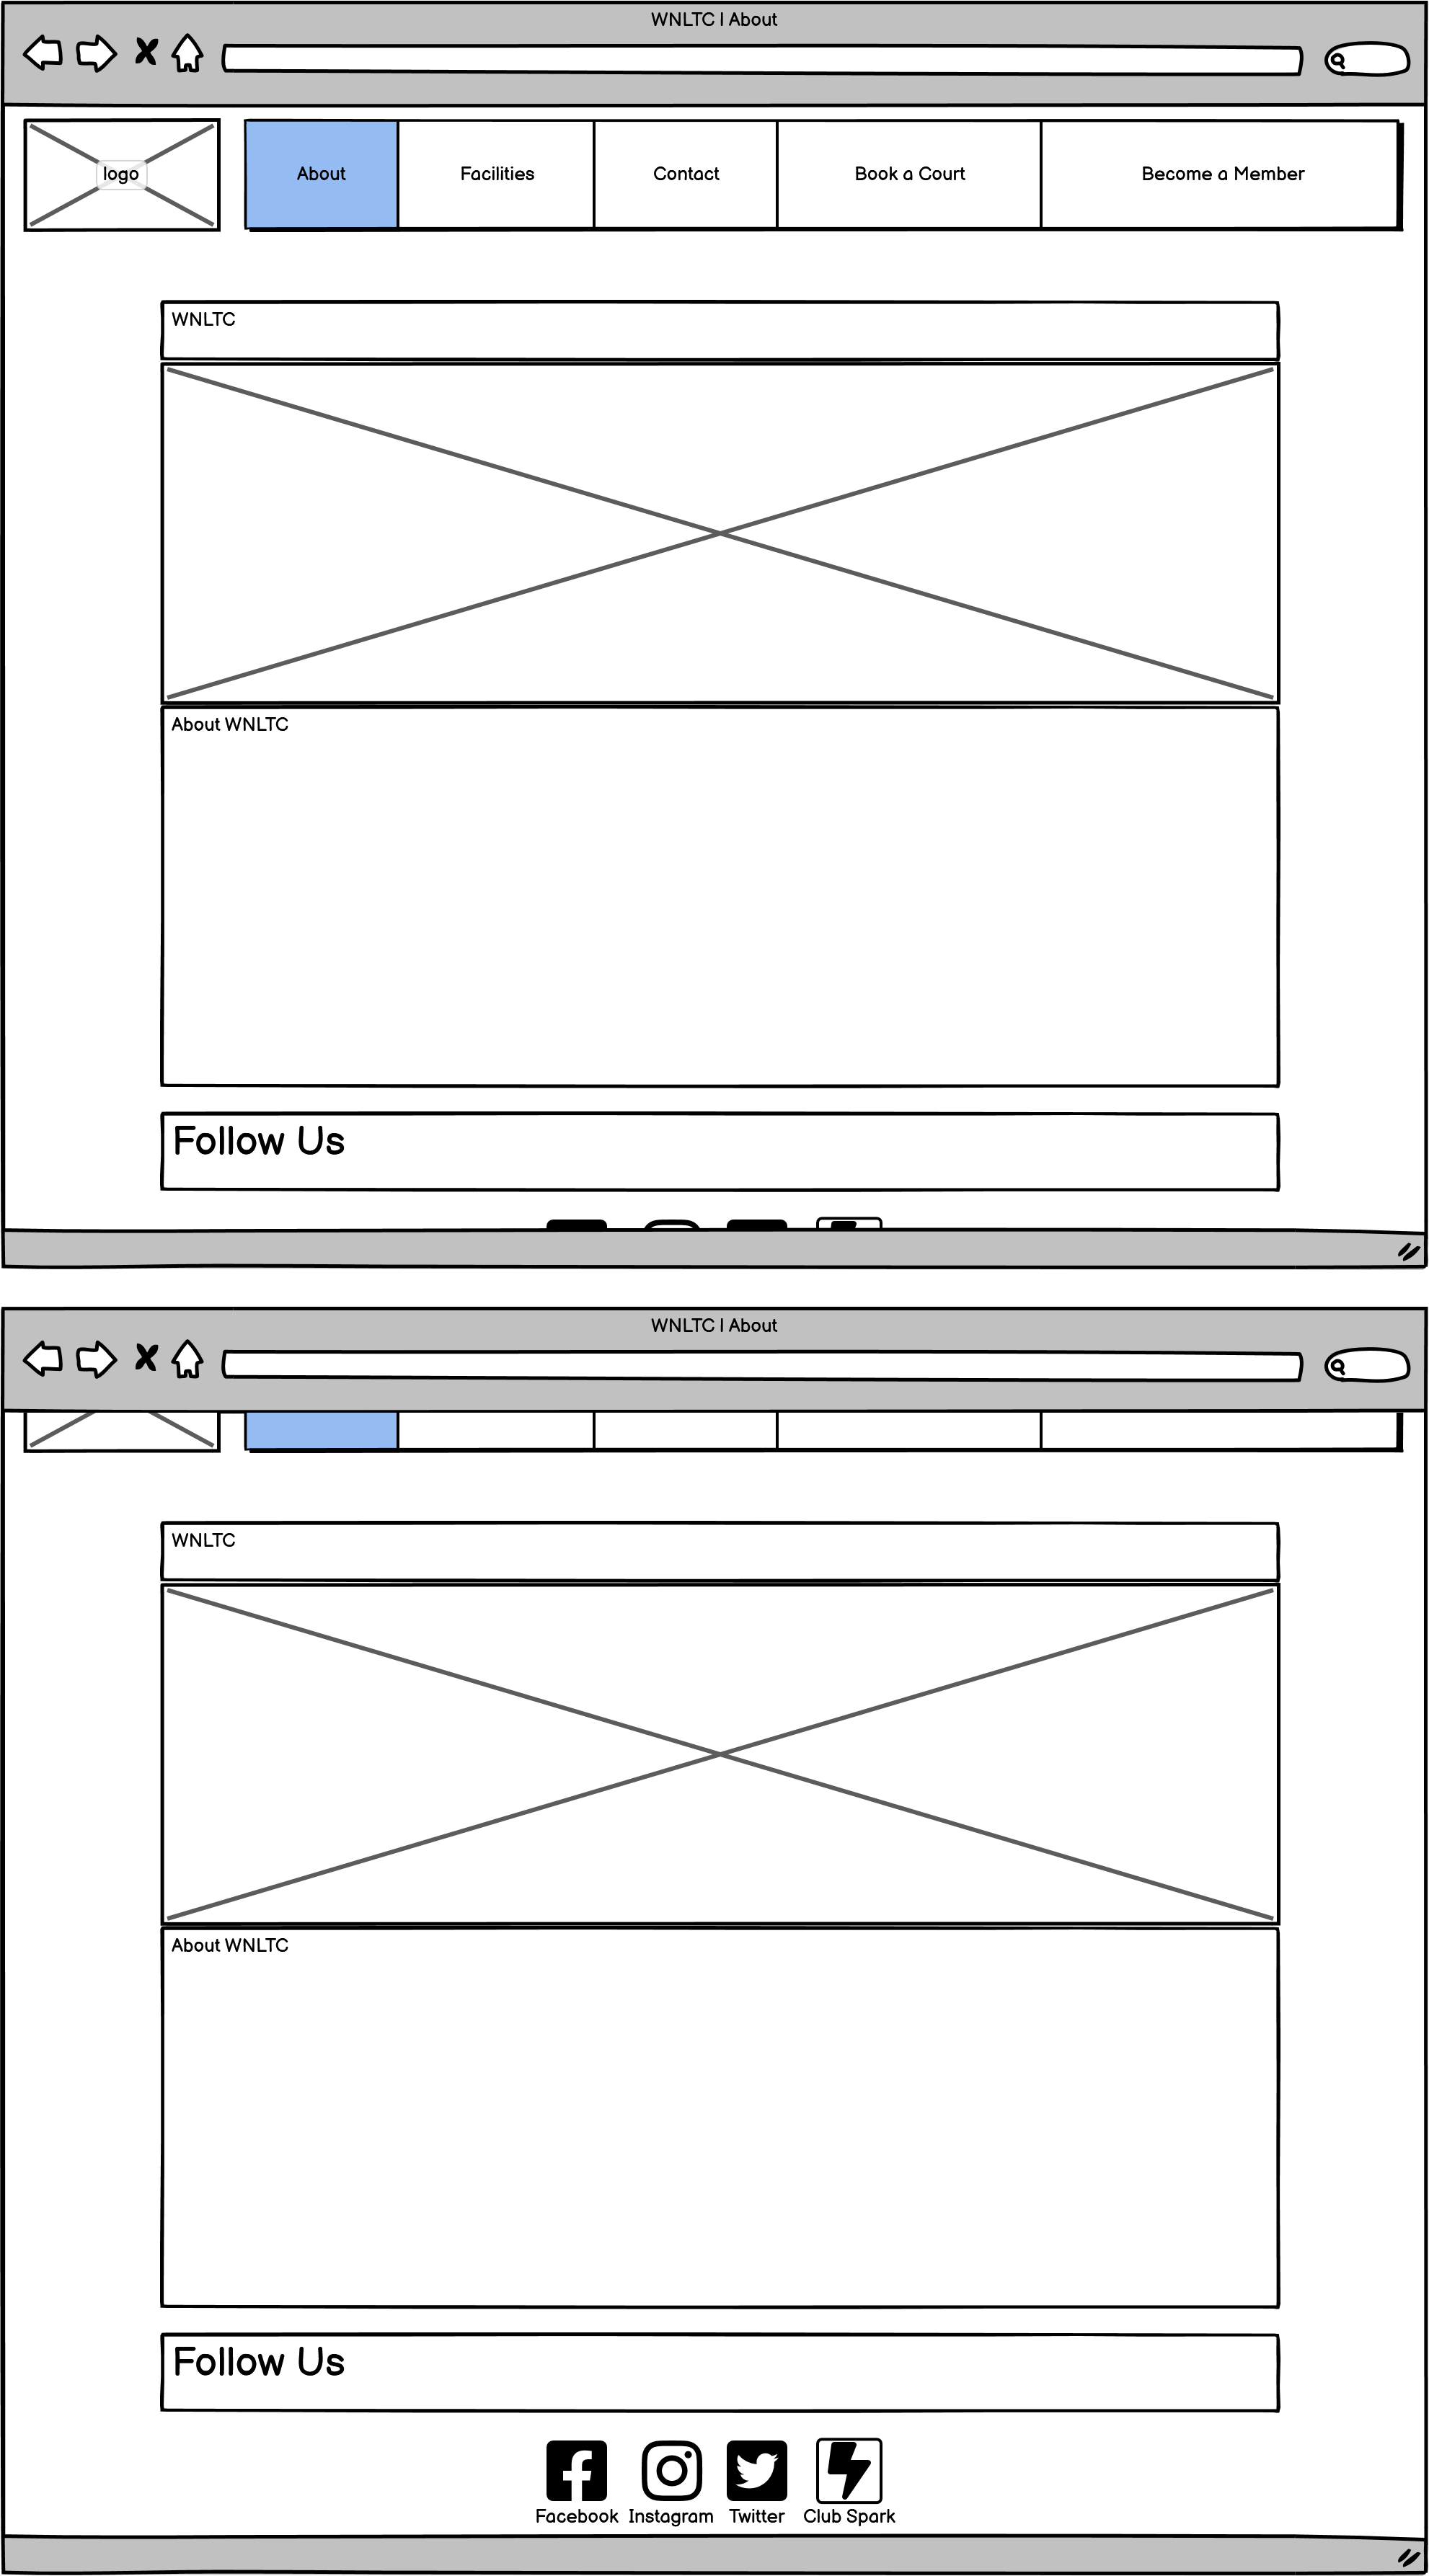 WNLTC | About
logo
About Facilities Contact Book a Court Become a Member
WNLTC
About WNLTC
Follow Us
WNLTC | About
WNLTC
About WNLTC
Follow Us
Facebook Instagram Twitter Club Spark